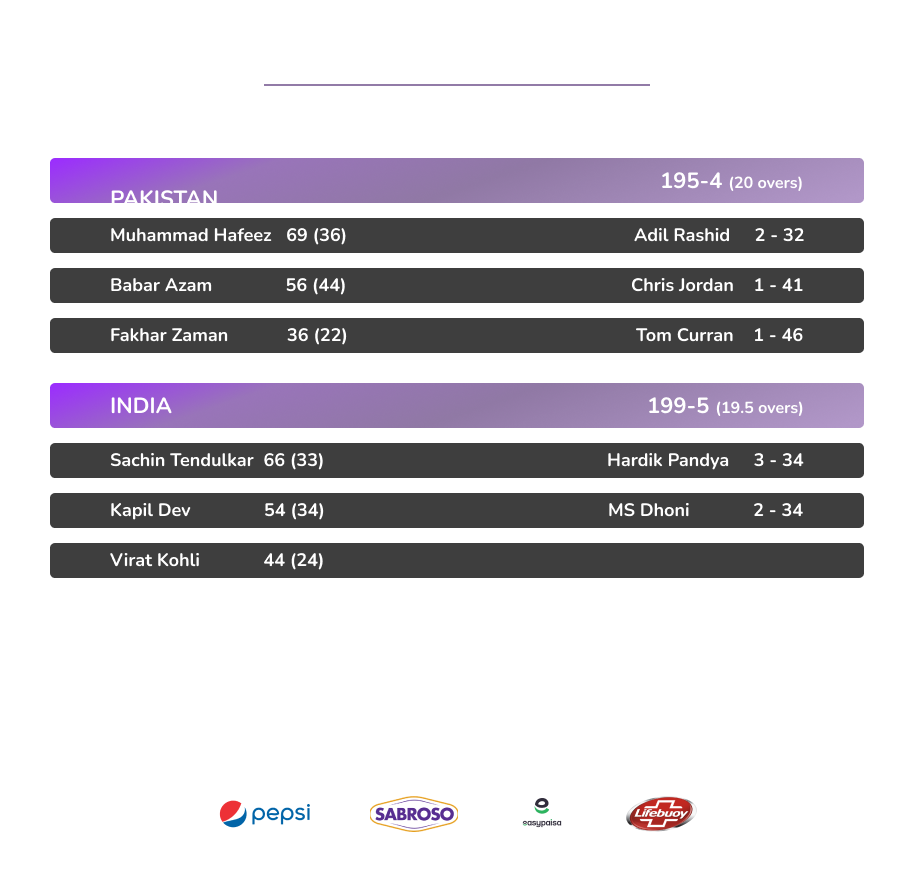 195-4 (20 overs)
PAKISTAN
Muhammad Hafeez 69 (36) Adil Rashid 2 - 32
Babar Azam 56 (44) Chris Jordan 1 - 41
Fakhar Zaman 36 (22) Tom Curran 1 - 46
INDIA 199-5 (19.5 overs)
Sachin Tendulkar 66 (33) Hardik Pandya 3 - 34
Kapil Dev 54 (34) MS Dhoni 2 - 34
Virat Kohli 44 (24)
pepsi SABROSO easypaisa Lifebuoy